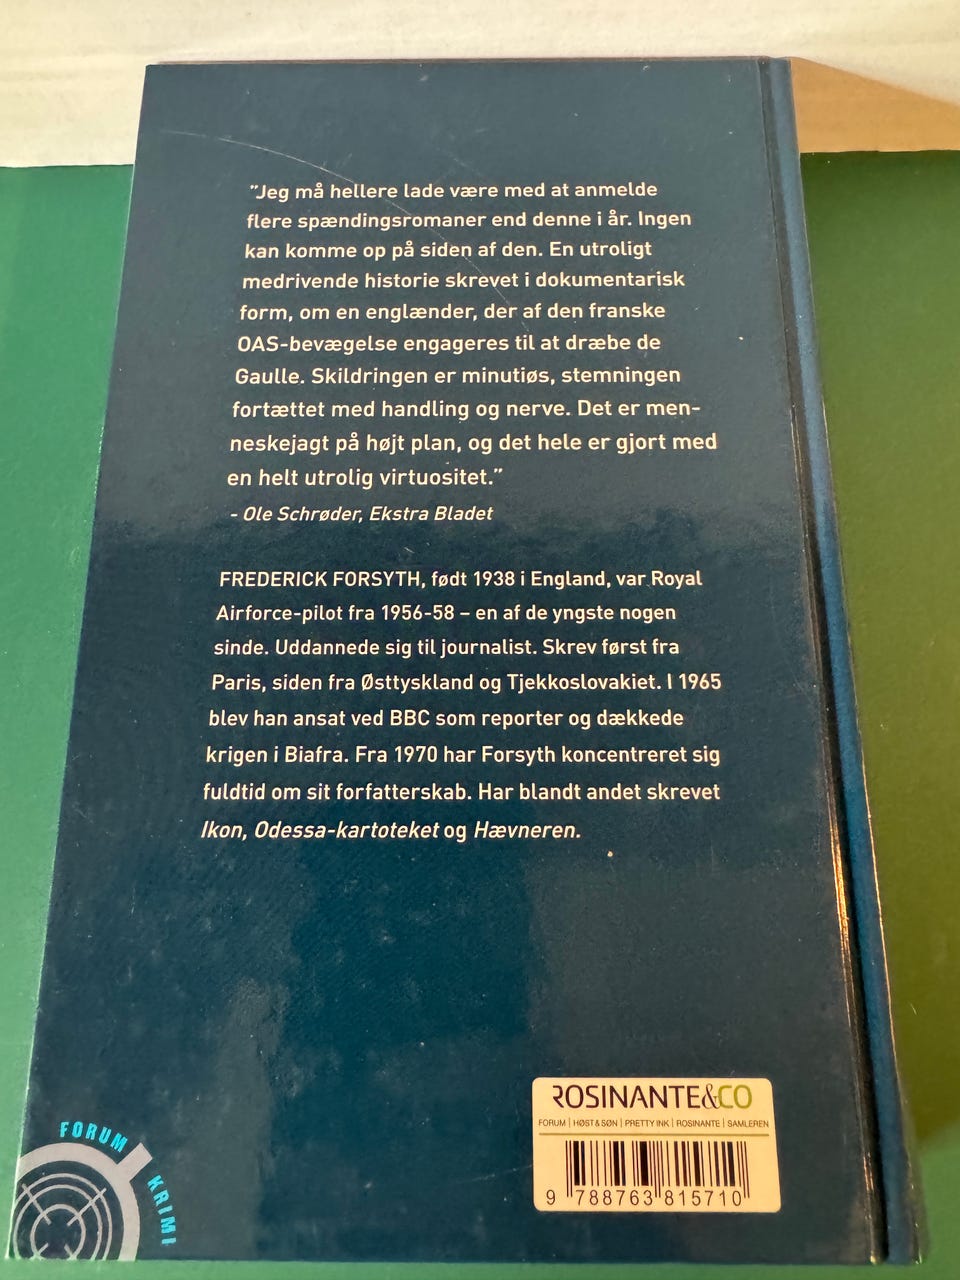 "Jeg må hellere lade være med at anmelde
flere spændingsromaner end denne i år. Ingen
kan komme op på siden af den. En utroligt
medrivende historie skrevet i dokumentarisk
form, om en englænder, der af den franske
OAS-bevægelse engageres til at dræbe de
Gaulle. Skildringen er minutiøs, stemningen
fortættet med handling og nerve. Det er men-
neskejagt på højt plan, og det hele er gjort med
en helt utrolig virtuositet."
- Ole Schrøder, Ekstra Bladet
FREDERICK FORSYTH, født 1938 i England, var Royal
Airforce-pilot fra 1956-58 – en af de yngste nogen
sinde. Uddannede sig til journalist. Skrev først fra
Paris, siden fra Østtyskland og Tjekkoslovakiet. I 1965
blev han ansat ved BBC som reporter og dækkede
krigen i Biafra. Fra 1970 har Forsyth koncentreret sig
fuldtid om sit forfatterskab. Har blandt andet skrevet
Ikon, Odessa-kartoteket og Hævneren.
FORUM KRIMI
ROSINANTE&CO
FORUM | HØST & SØN | PRETTY INK | ROSINANTE | SAMLEREN
9 788763 815710